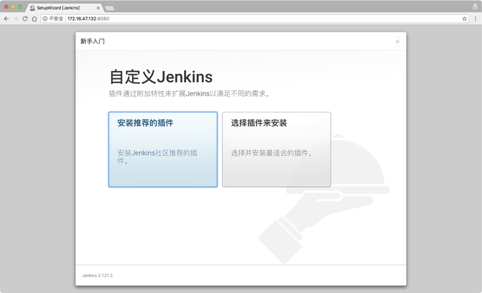 SetupWizard [Jenkins]
不安全 | 172.16.47.132:8080
新手入门
自定义Jenkins
插件通过附加特性来扩展Jenkins以满足不同的需求。
安装推荐的插件
安装Jenkins社区推荐的插
件。
选择插件来安装
选择并安装最适合的插件。
Jenkins 2.121.2